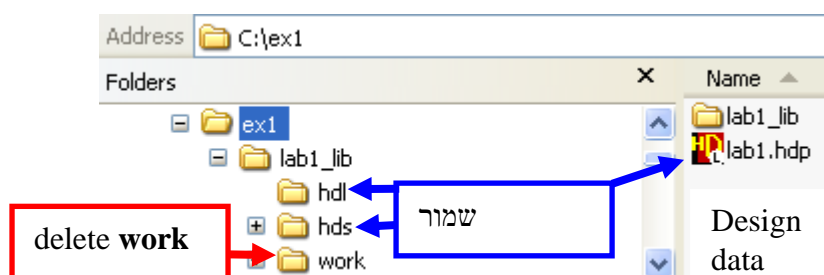 Address C:\ex1
Folders
Name
ex1
lab1_lib
lab1_lib
lab1.hdp
hdl
שמור
hds
delete work
work
Design
data